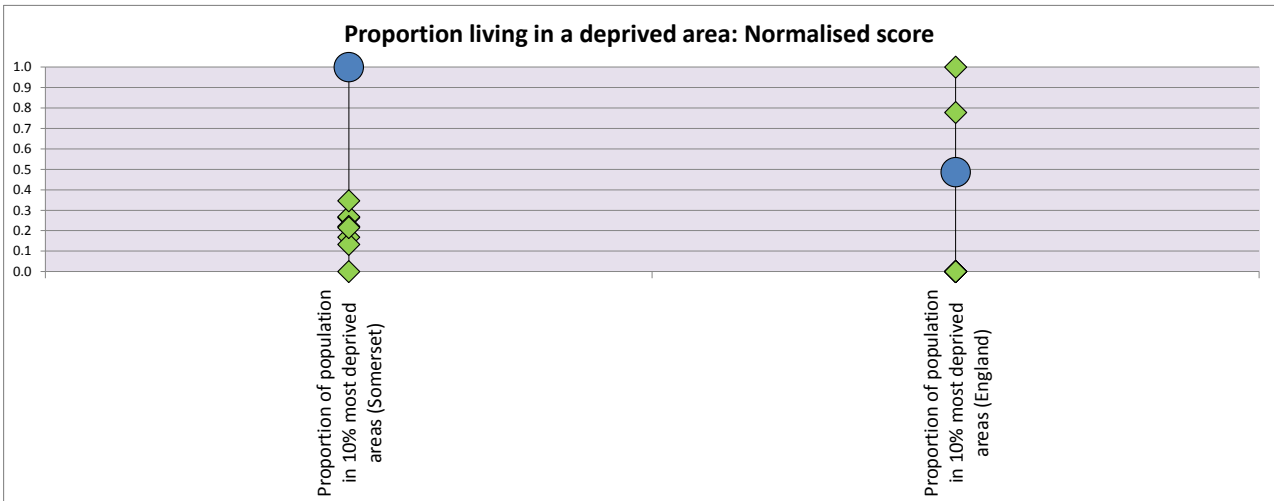 Proportion living in a deprived area: Normalised score
1.0
0.9
0.8
0.7
0.6
0.5
0.4
0.3
0.2
0.1
0.0
Proportion of population
in 10% most deprived
areas (Somerset)
Proportion of population
in 10% most deprived
areas (England)